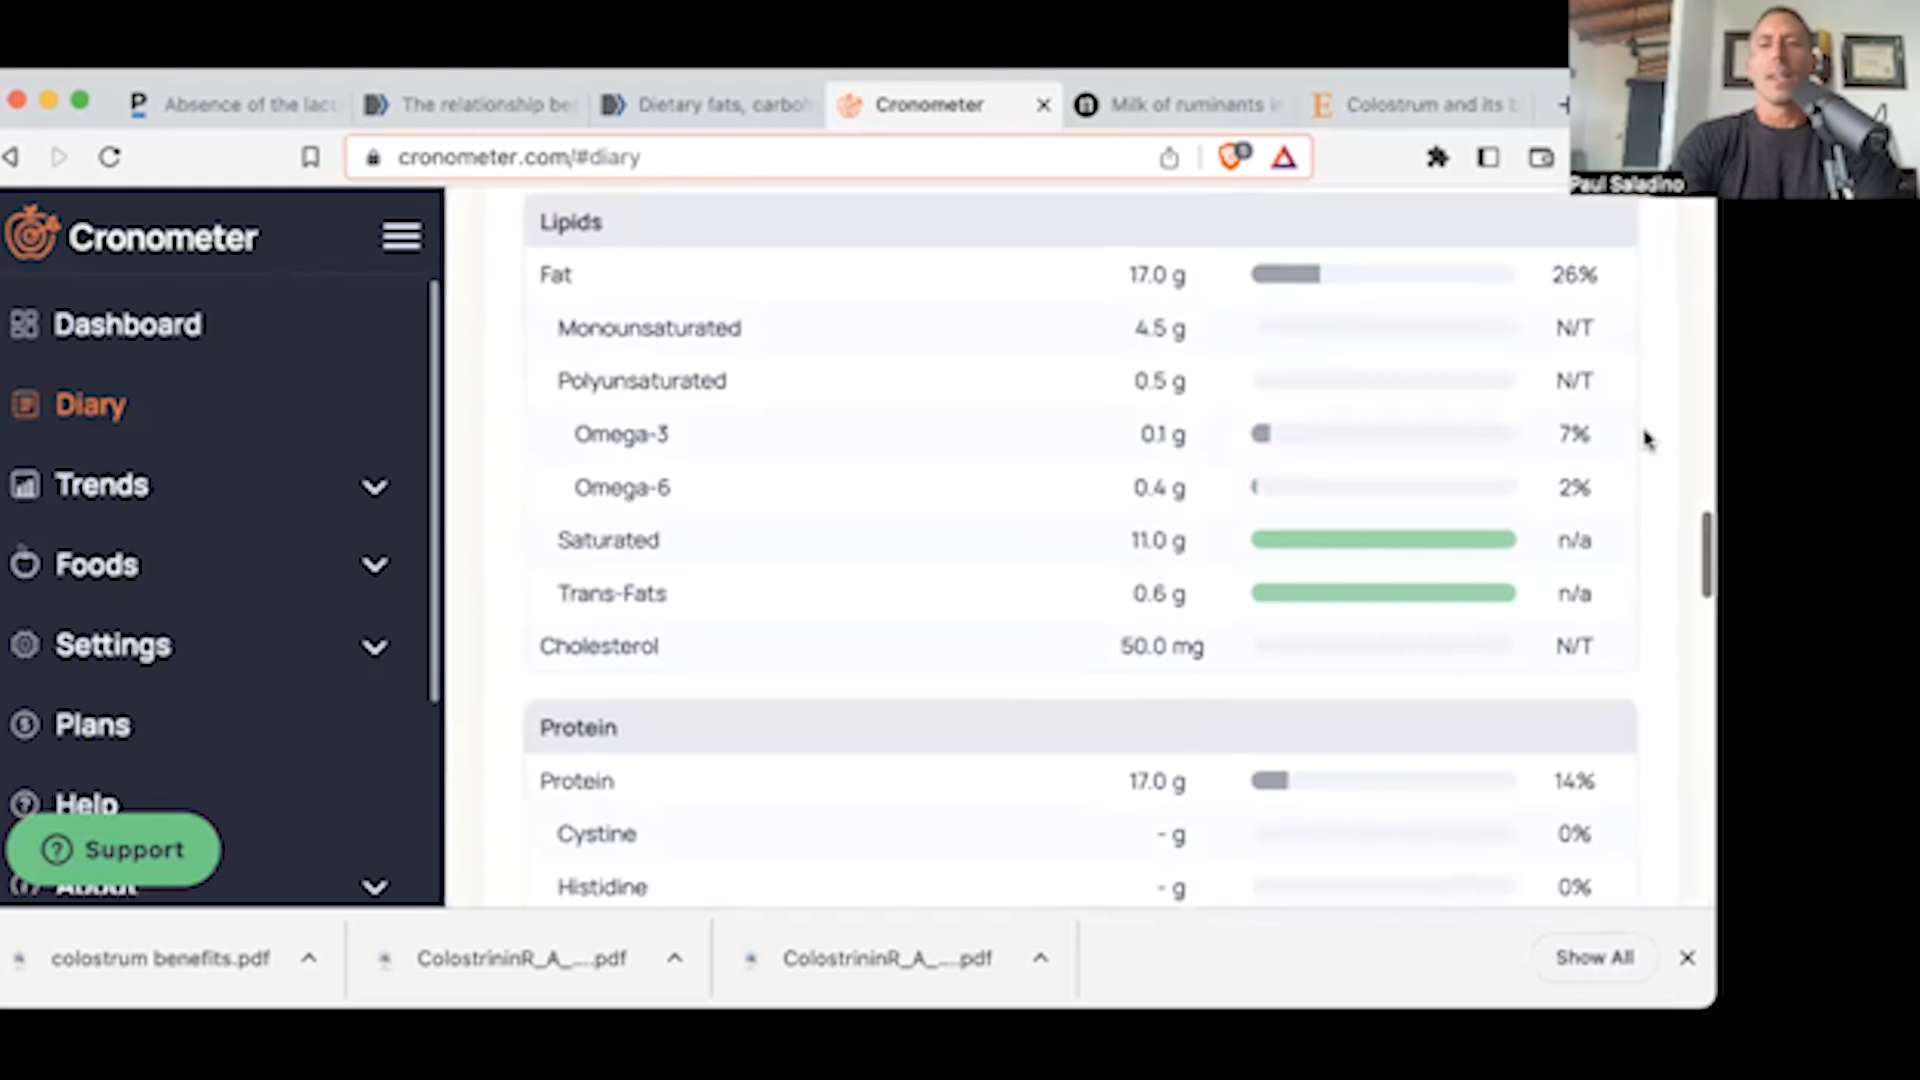 Absence of the lact
The relationship be
Dietary fats, carboh
Cronometer
Milk of ruminants i
Colostrum and its b
cronometer.com/#diary
Paul Saladino
Cronometer
Dashboard
Diary
Trends
Foods
Settings
Plans
Help
Support
About
Lipids
Fat 17.0 g 26%
Monounsaturated 4.5 g N/T
Polyunsaturated 0.5 g N/T
Omega-3 0.1 g 7%
Omega-6 0.4 g 2%
Saturated 11.0 g n/a
Trans-Fats 0.6 g n/a
Cholesterol 50.0 mg N/T
Protein
Protein 17.0 g 14%
Cystine - g 0%
Histidine - g 0%
colostrum benefits.pdf
ColostrininR_A_....pdf
ColostrininR_A_....pdf
Show All